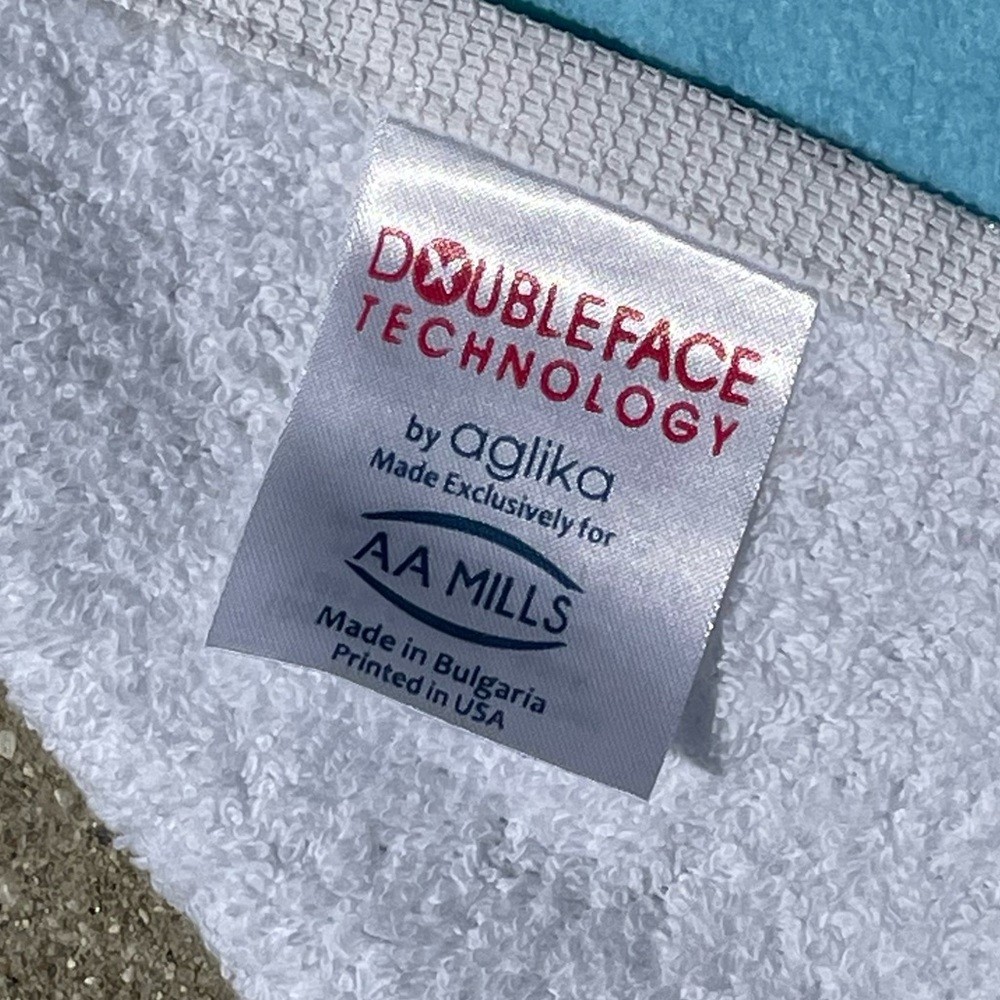 DOUBLEFACE
TECHNOLOGY
by aglika
Made Exclusively for
AA MILLS
Made in Bulgaria
Printed in USA